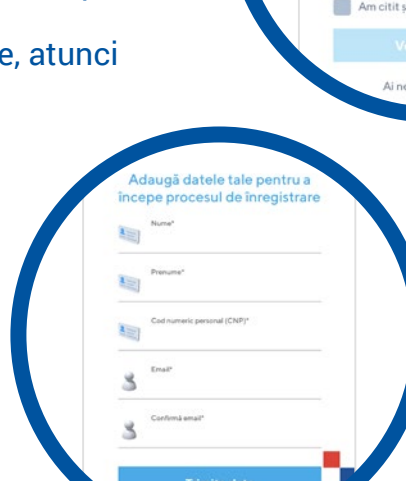 e, atunci
Am citit ș
V
Ai ne
Adaugă datele tale pentru a
începe procesul de înregistrare
Nume*
Prenume*
Cod numeric personal (CNP)*
Email*
Confirmă email*